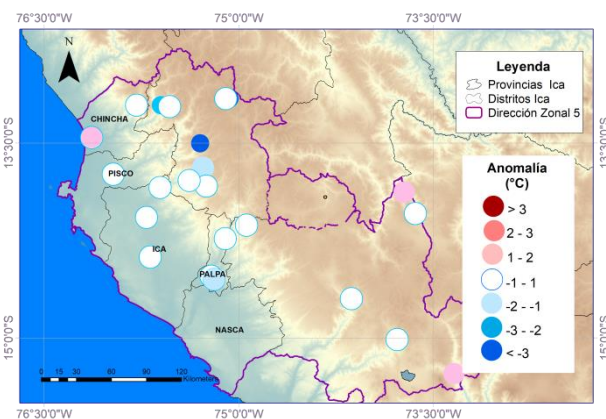 76°30'0"W
75°0'0"W
73°30'0"W
N
Leyenda
Provincias Ica
Distritos Ica
Dirección Zonal 5
CHINCHA
13°30'0"S
13°30'0"S
Anomalía
(°C)
> 3
2 - 3
1 - 2
-1 - 1
-2 - -1
-3 - -2
< -3
PISCO
ICA
PALPA
NASCA
15°0'0"S
15°0'0"S
0 15 30 60 90 120
Kilometers
76°30'0"W
75°0'0"W
73°30'0"W